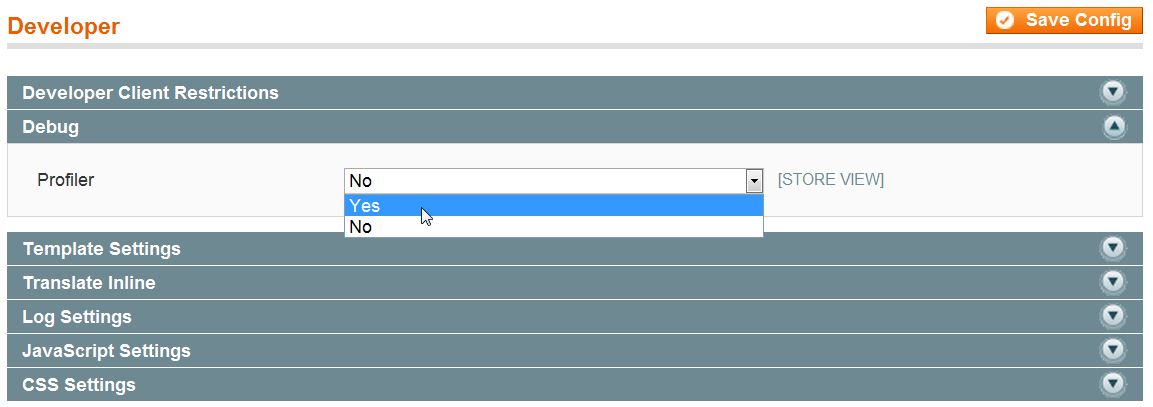 Developer
Save Config
Developer Client Restrictions
Debug
Profiler
No
[STORE VIEW]
Yes
No
Template Settings
Translate Inline
Log Settings
JavaScript Settings
CSS Settings